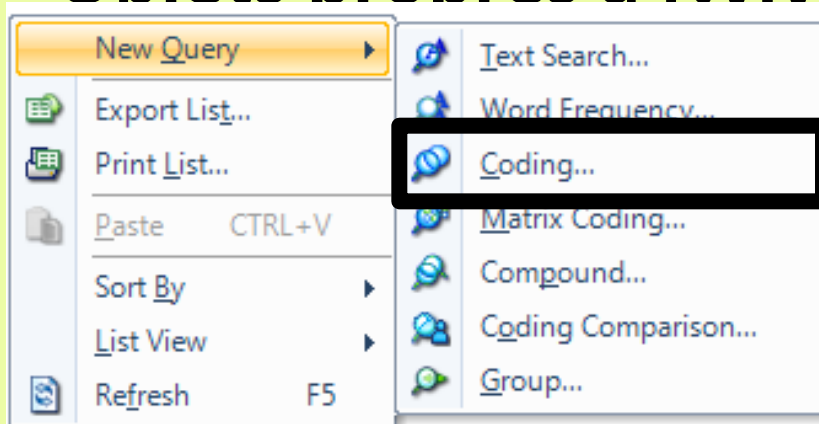 New Query
Export List...
Print List...
Paste CTRL+V
Sort By
List View
Refresh F5
Text Search...
Word Frequency...
Coding...
Matrix Coding...
Compound...
Coding Comparison...
Group...